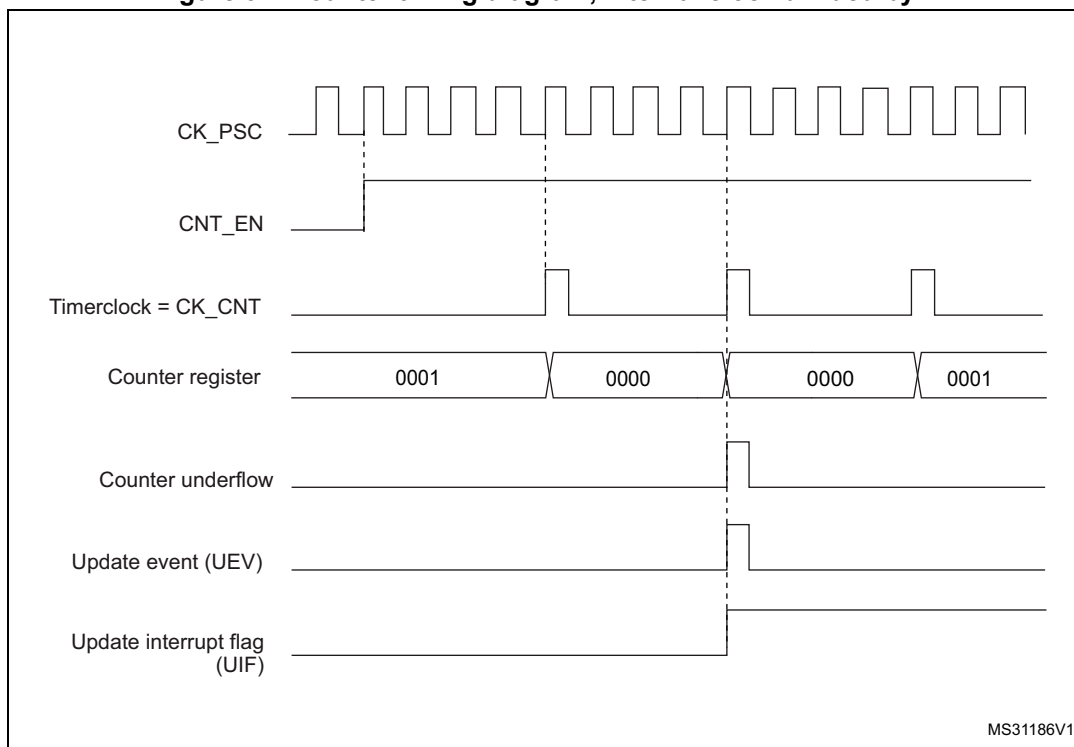 CK_PSC
CNT_EN
Timerclock = CK_CNT
Counter register 0001 0000 0000 0001
Counter underflow
Update event (UEV)
Update interrupt flag
(UIF)
MS31186V1